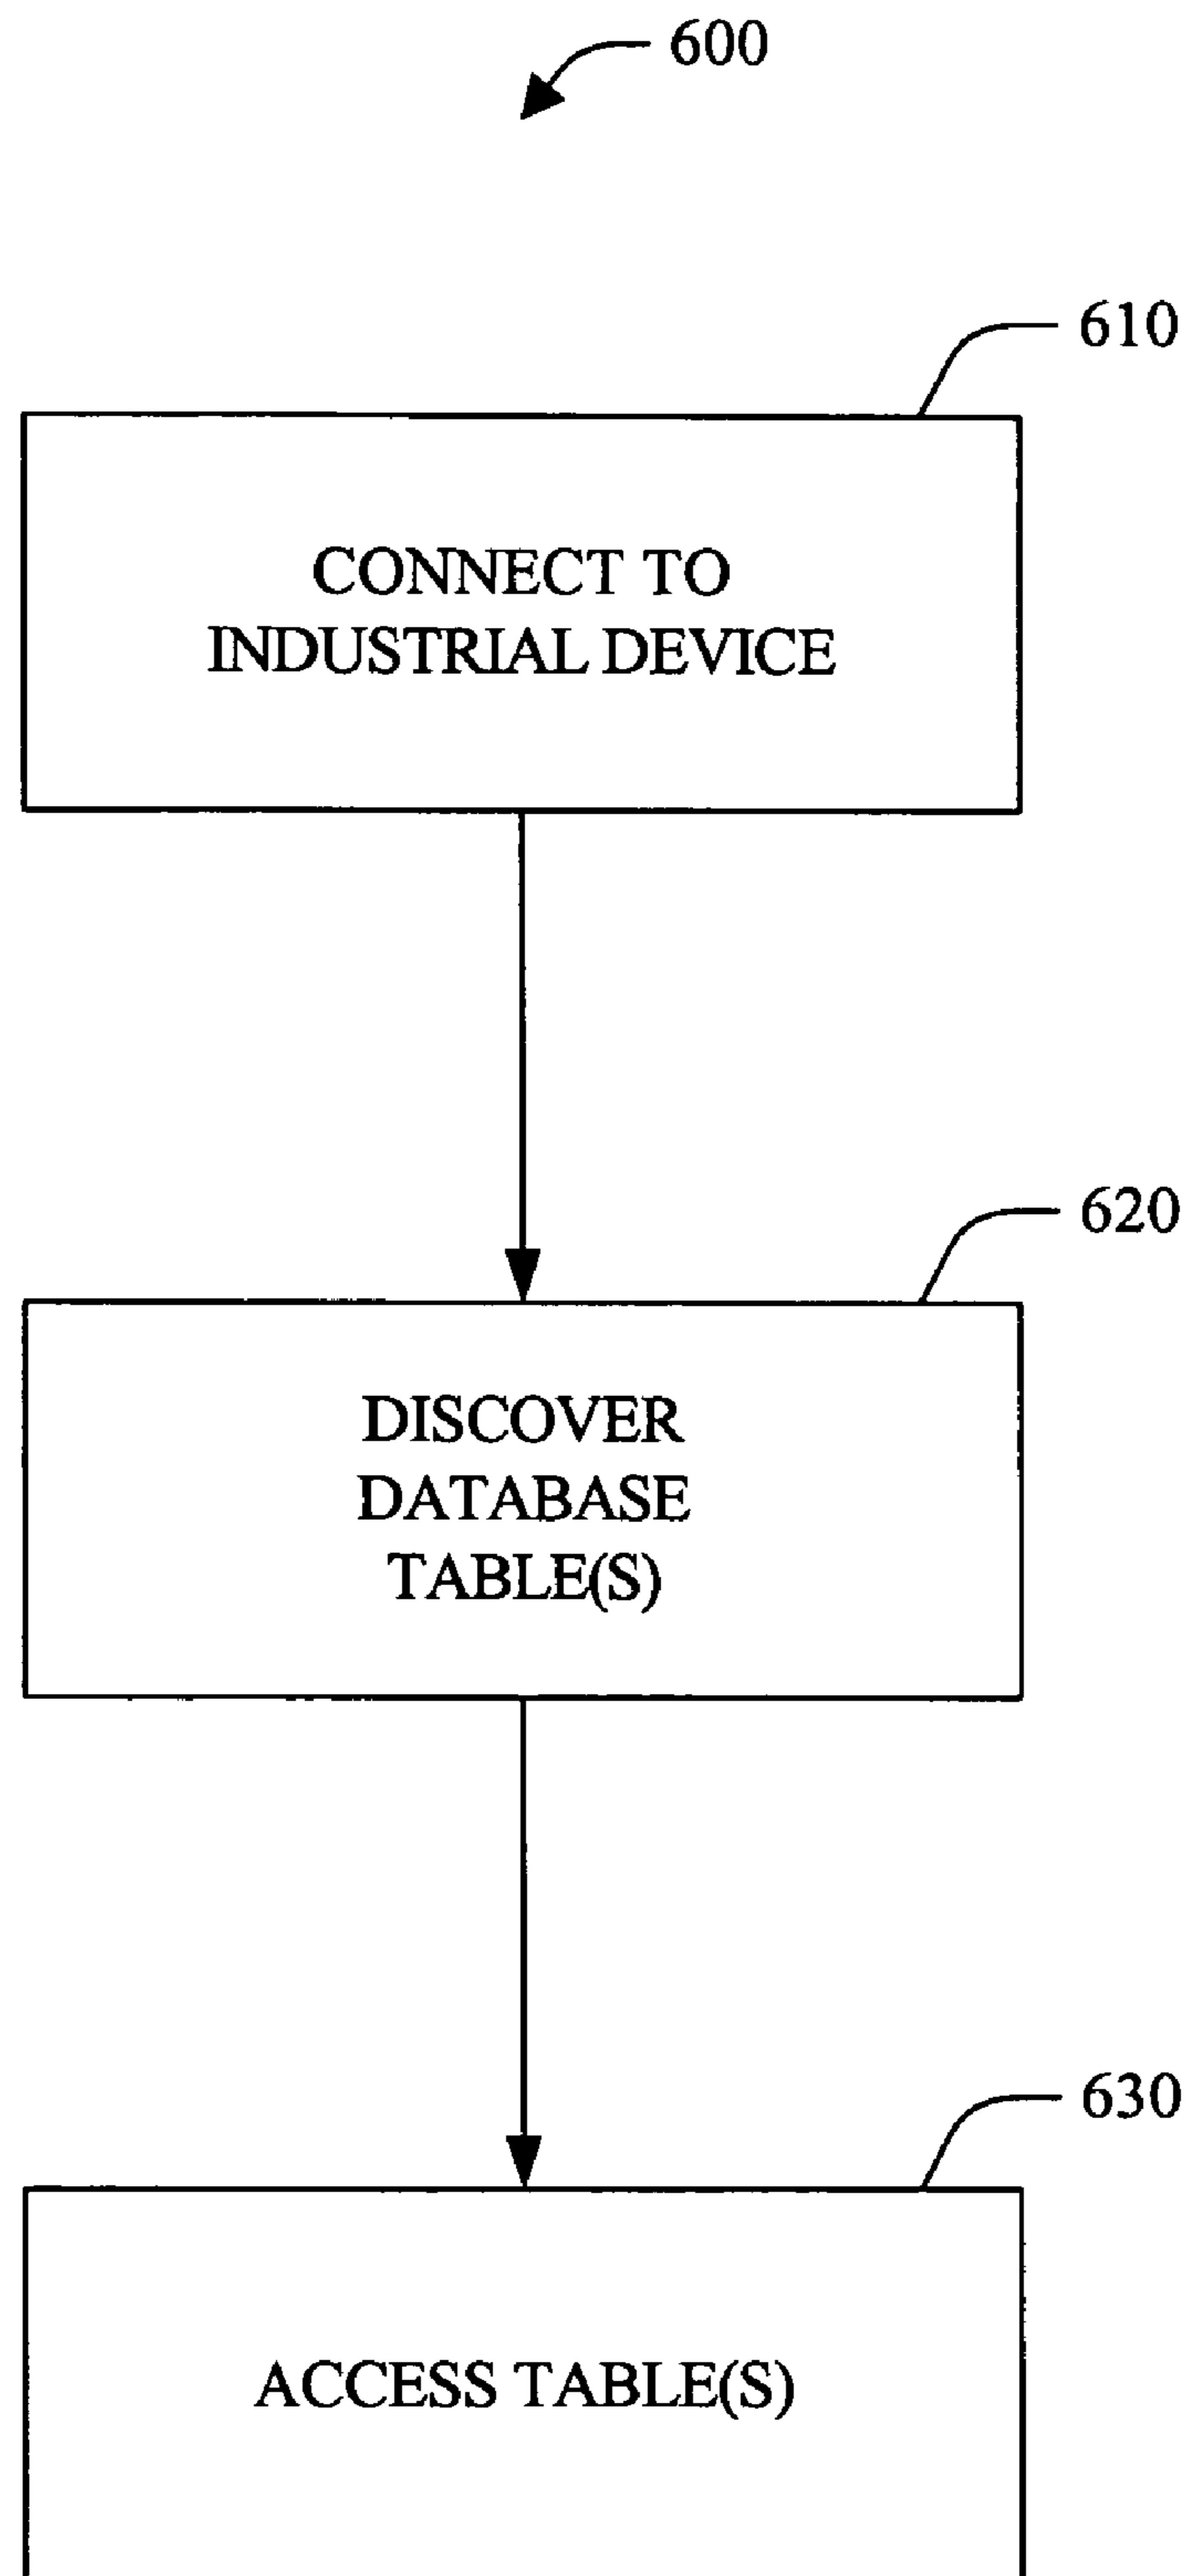 600
610
CONNECT TO
INDUSTRIAL DEVICE
620
DISCOVER
DATABASE
TABLE(S)
630
ACCESS TABLE(S)